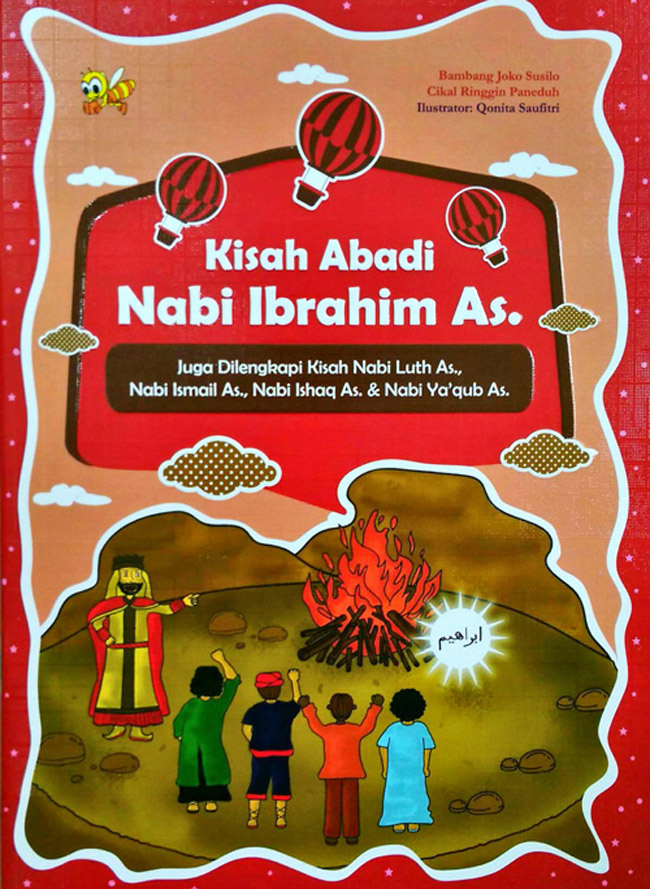 Bambang Joko Susilo
Cikal Ringgin Paneduh
Ilustrator: Qonita Saufitri
Kisah Abadi
Nabi Ibrahim As.
Juga Dilengkapi Kisah Nabi Luth As.,
Nabi Ismail As., Nabi Ishaq As. & Nabi Ya'qub As.
ابراهيم